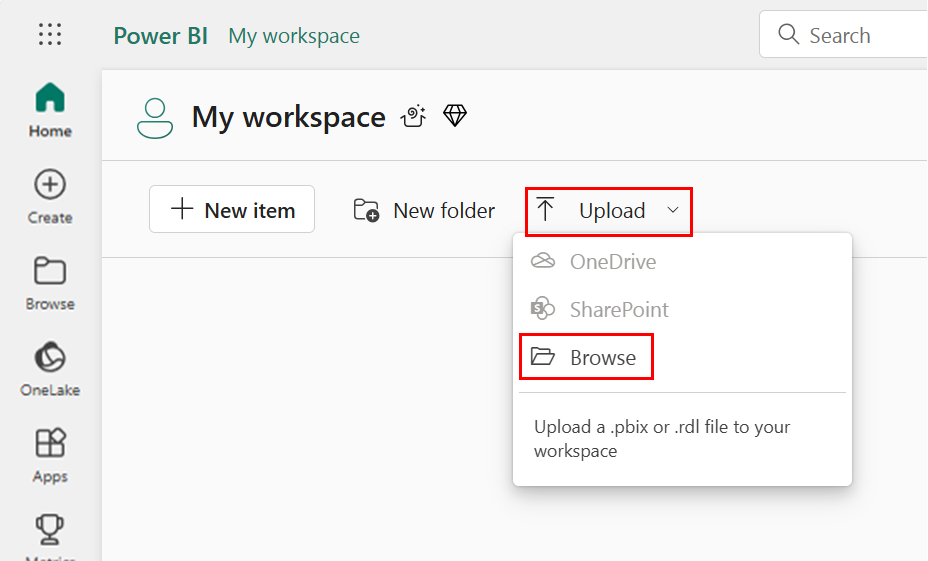 Power BI My workspace
Search
Home
My workspace
Create
New item
New folder
Upload
Browse
OneDrive
SharePoint
Browse
OneLake
Upload a .pbix or .rdl file to your
workspace
Apps